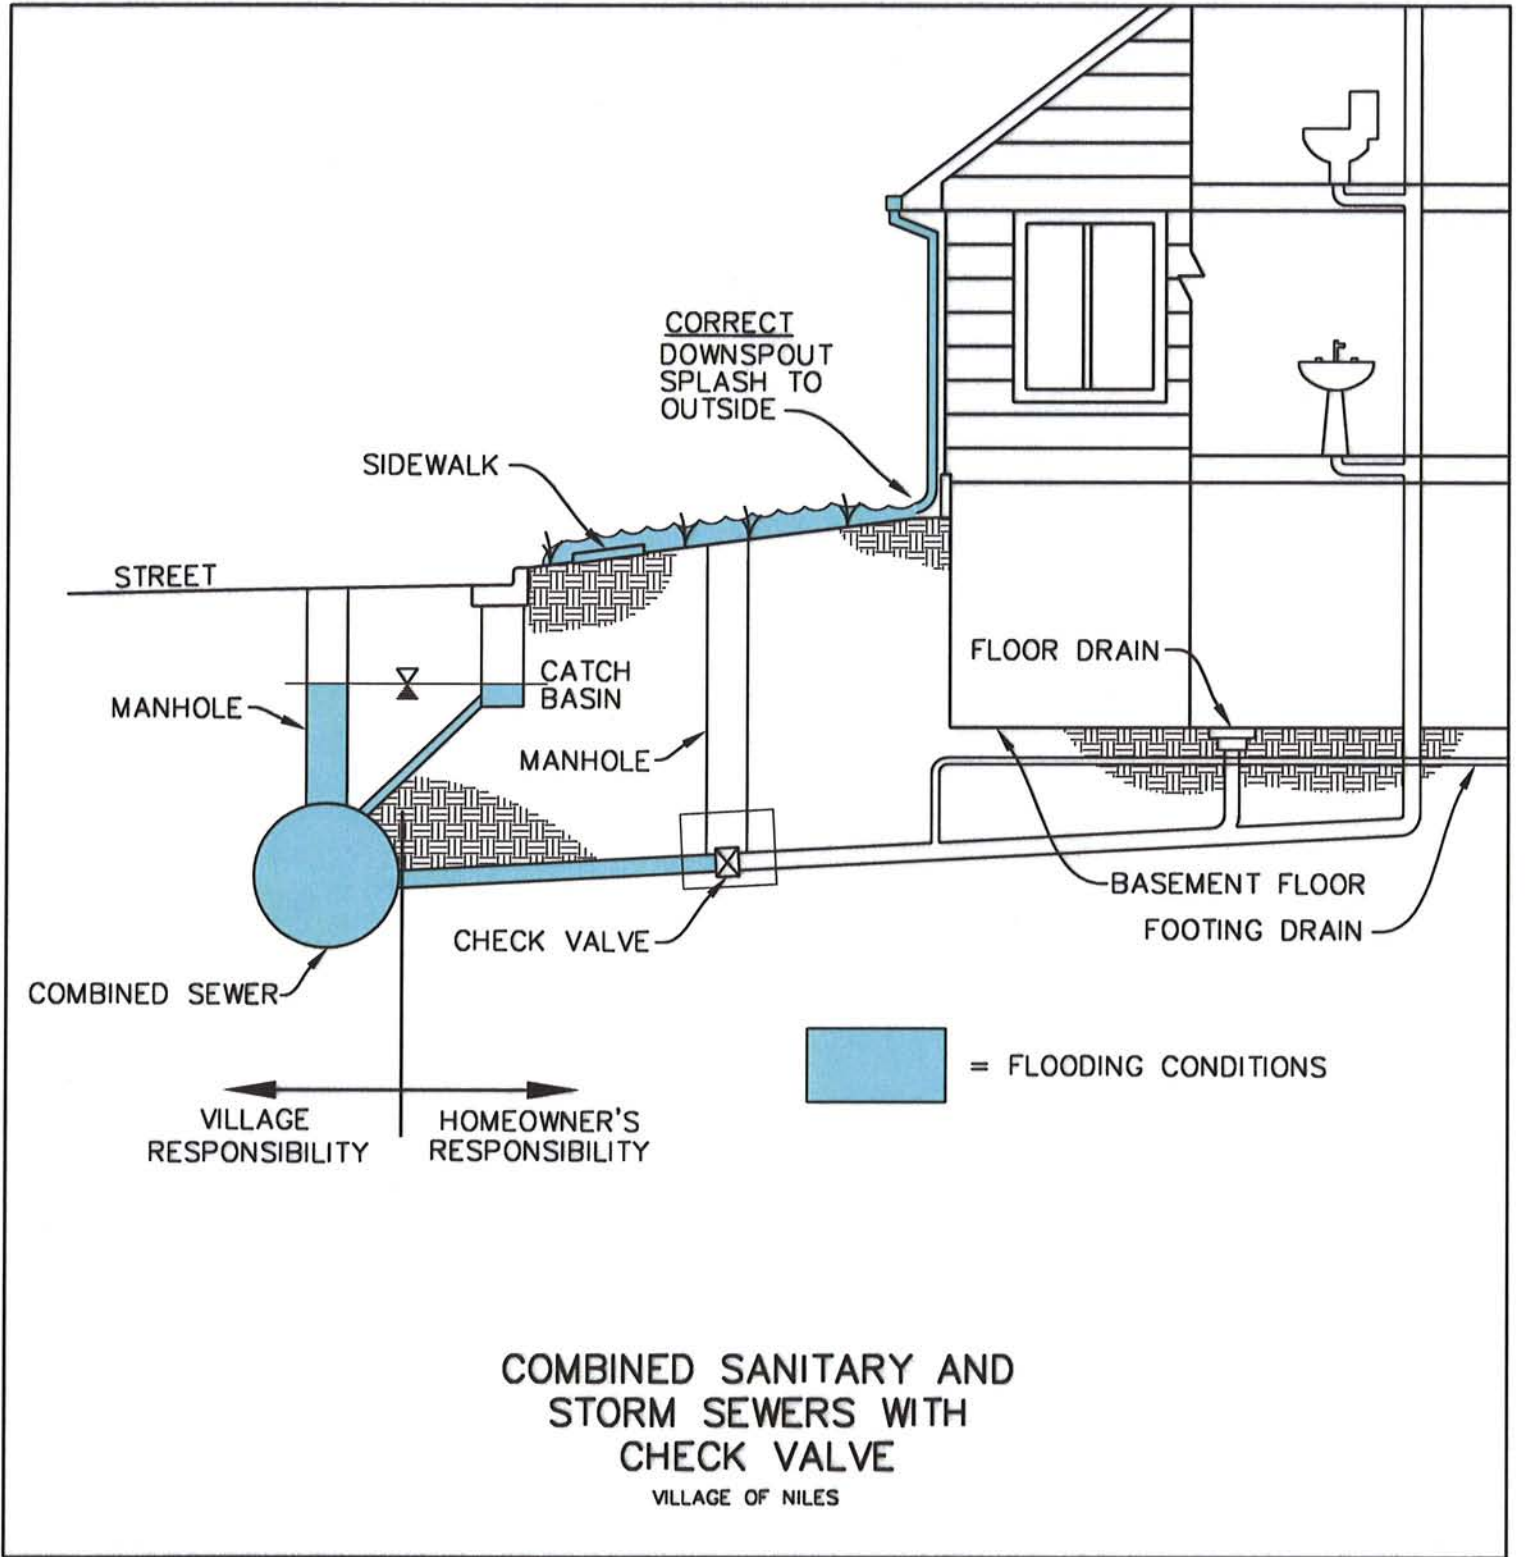 CORRECT
DOWNSPOUT
SPLASH TO
OUTSIDE
SIDEWALK
STREET
CATCH
BASIN
MANHOLE
MANHOLE
FLOOR DRAIN
CHECK VALVE
BASEMENT FLOOR
FOOTING DRAIN
COMBINED SEWER
= FLOODING CONDITIONS
VILLAGE
RESPONSIBILITY
HOMEOWNER'S
RESPONSIBILITY
COMBINED SANITARY AND
STORM SEWERS WITH
CHECK VALVE
VILLAGE OF NILES